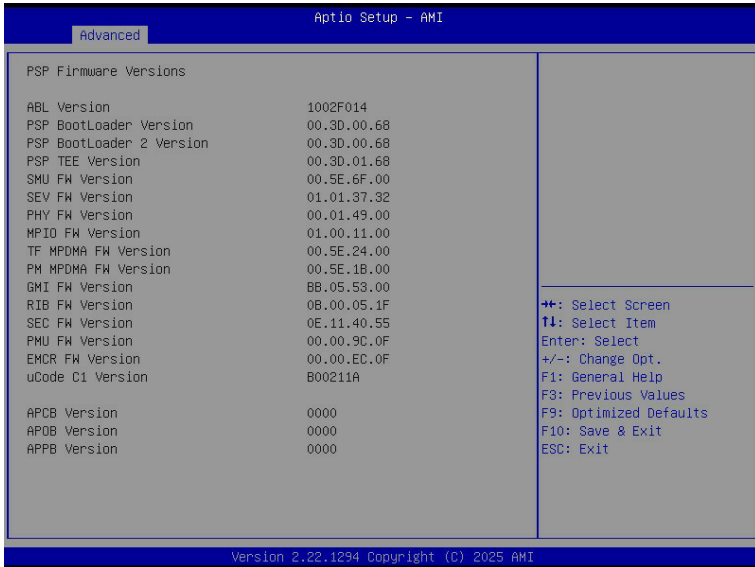 Aptio Setup – AMI
Advanced
PSP Firmware Versions
ABL Version 1002F014
PSP BootLoader Version 00.3D.00.68
PSP BootLoader 2 Version 00.3D.00.68
PSP TEE Version 00.3D.01.68
SMU FW Version 00.5E.6F.00
SEV FW Version 01.01.37.32
PHY FW Version 00.01.49.00
MPIO FW Version 01.00.11.00
TF MPDMA FW Version 00.5E.24.00
PM MPDMA FW Version 00.5E.1B.00
GMI FW Version BB.05.53.00
RIB FW Version 0B.00.05.1F
SEC FW Version 0E.11.40.55
PMU FW Version 00.00.9C.0F
EMCR FW Version 00.00.EC.0F
uCode C1 Version B00211A
APCB Version 0000
APOB Version 0000
APPB Version 0000
→←: Select Screen
↑↓: Select Item
Enter: Select
+/-: Change Opt.
F1: General Help
F3: Previous Values
F9: Optimized Defaults
F10: Save & Exit
ESC: Exit
Version 2.22.1294 Copyright (C) 2025 AMI